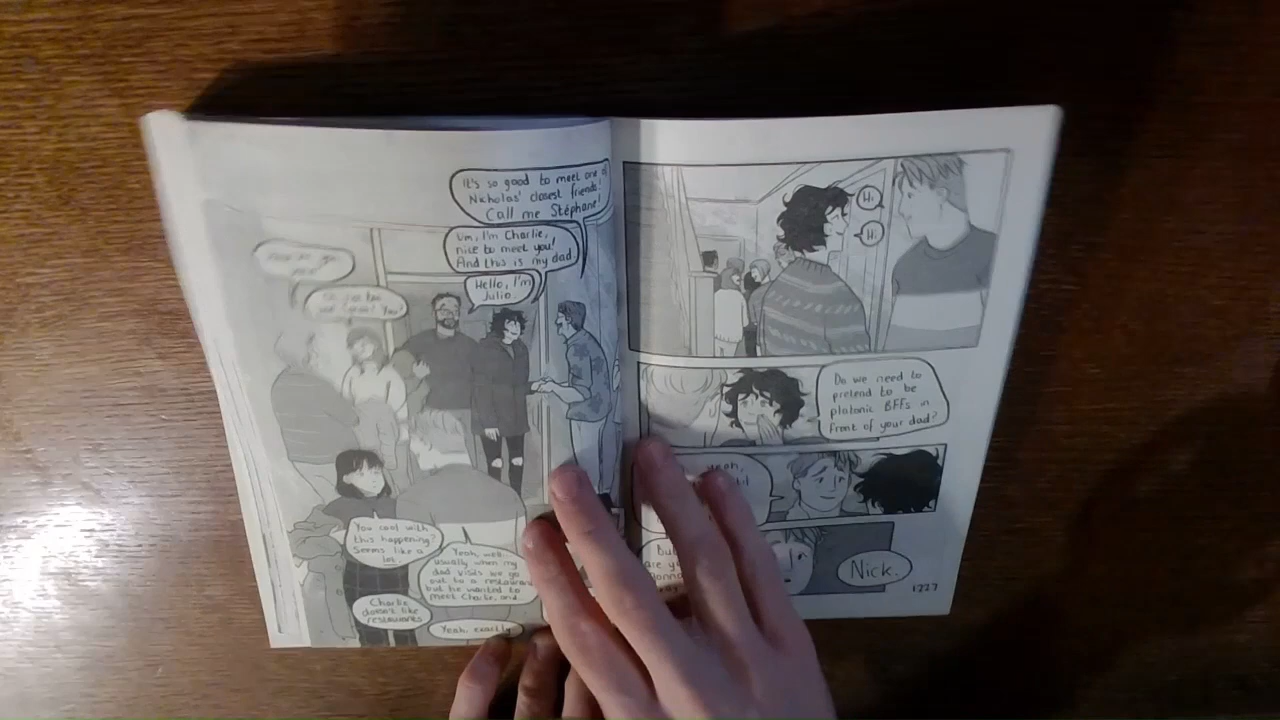 It's so good to meet one of
Nicholas' closest friends!
Call me Stéphane!
Um, I'm Charlie,
nice to meet you!
And this is my dad
Hello, I'm
Julio.
You cool with
this happening?
Seems like a
lot.
Yeah, well...
usually when my
dad visits we go
out to a restaurant
but he wanted to
meet Charlie, and
Charlie
doesn't like
restaurants
Yeah exactly
Hi
Hi
Do we need to
pretend to be
platonic BFFs in
front of your dad?
yeah,
But
are
Nick.
1227